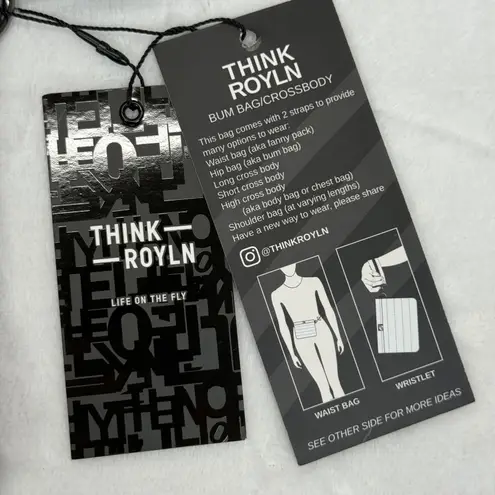 THINK—
—ROYLN
LIFE ON THE FLY
THINK
ROYLN
BUM BAG/CROSSBODY
This bag comes with 2 straps to provide
many options to wear:
Waist bag (aka fanny pack)
Hip bag (aka bum bag)
Long cross body
Short cross body
High cross body
(aka body bag or chest bag)
Shoulder bag (at varying lengths)
Have a new way to wear, please share
@THINKROYLN
WAIST BAG
WRISTLET
SEE OTHER SIDE FOR MORE IDEAS